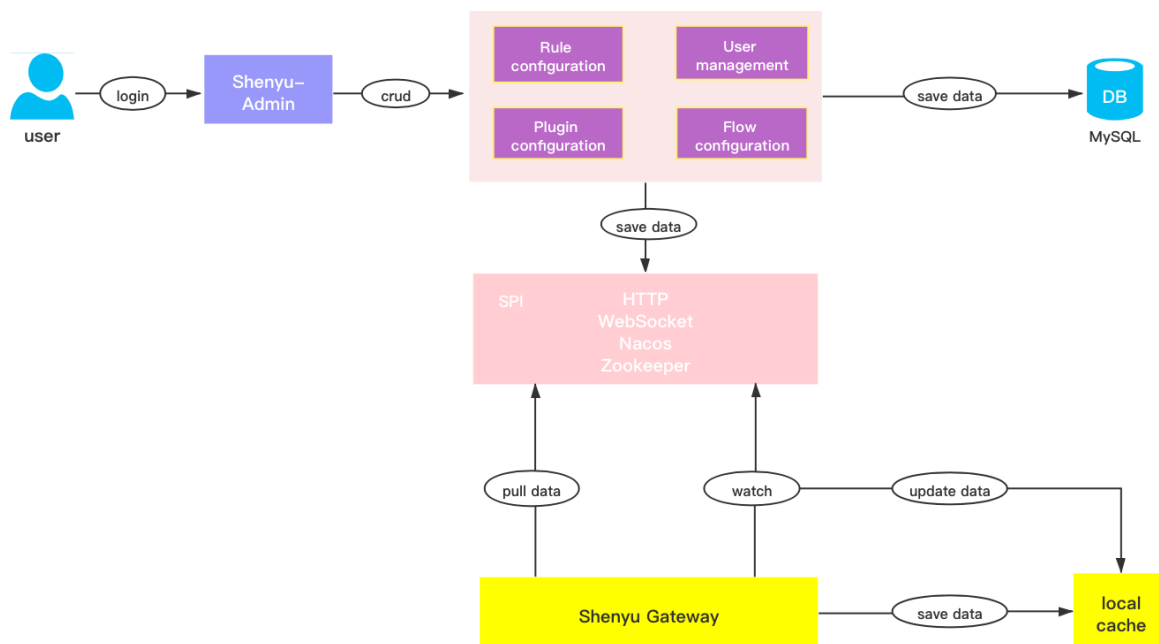 user
login
Shenyu-
Admin
crud
Rule
configuration
User
management
Plugin
configuration
Flow
configuration
save data
DB
MySQL
save data
SPI
HTTP
WebSocket
Nacos
Zookeeper
pull data
watch
update data
Shenyu Gateway
save data
local
cache